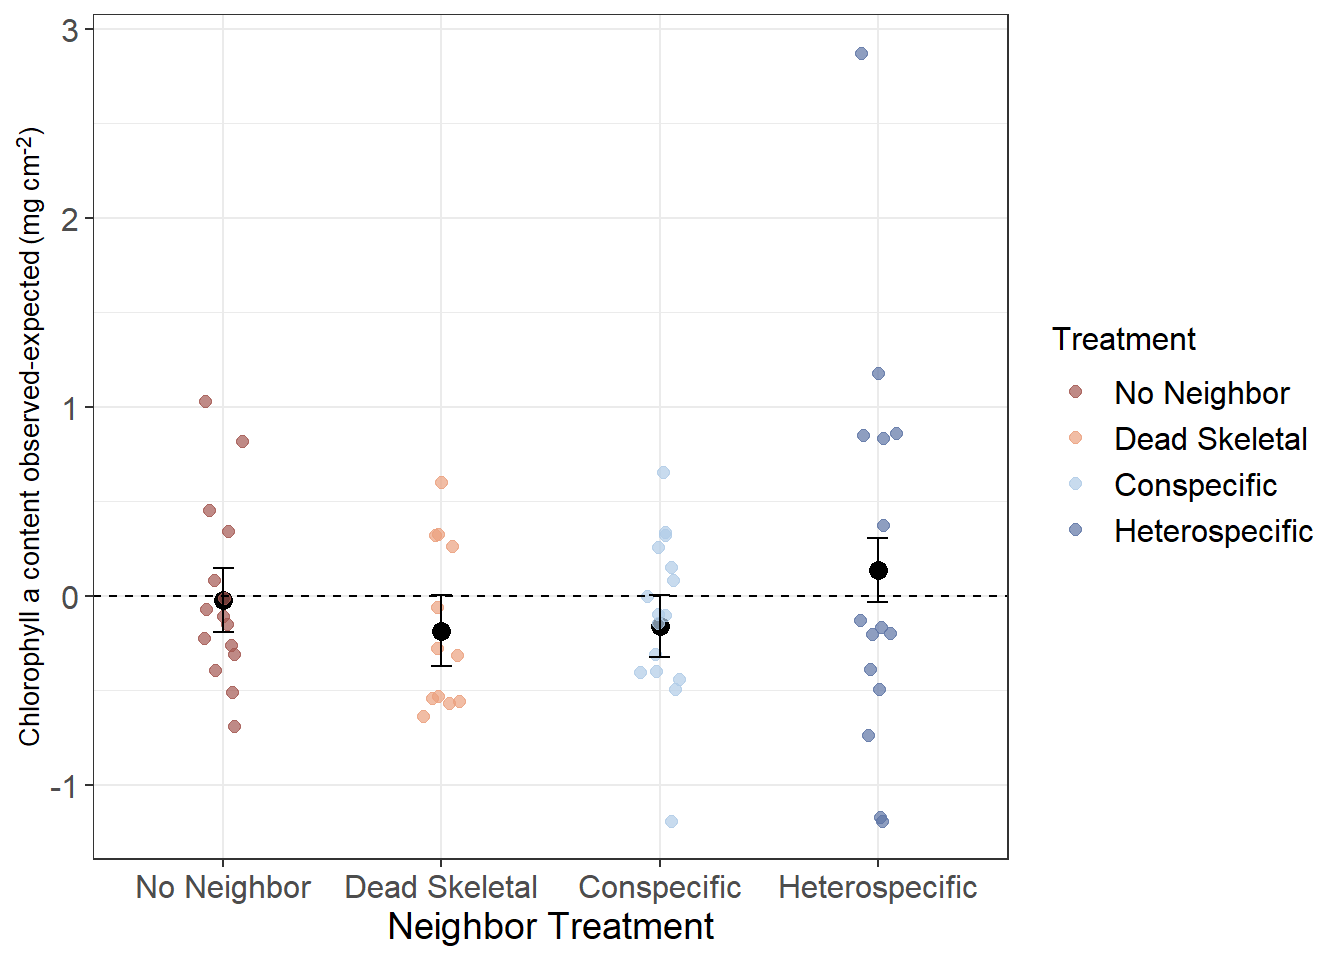 Chlorophyll a content observed-expected (mg cm-2)
3
2
1
0
-1
No Neighbor
Dead Skeletal
Conspecific
Heterospecific
Neighbor Treatment
Treatment
No Neighbor
Dead Skeletal
Conspecific
Heterospecific